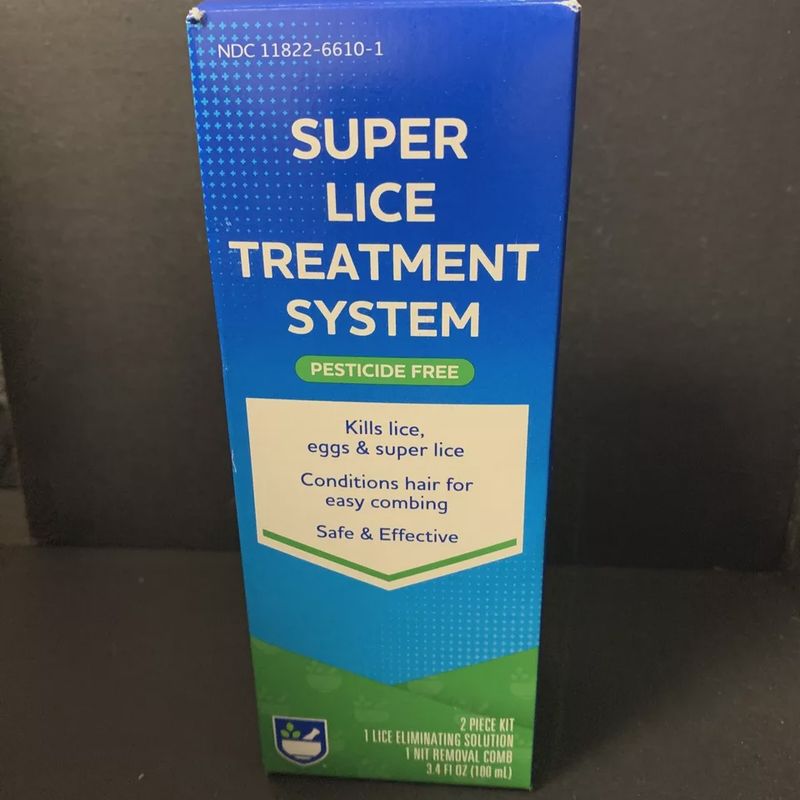 NDC 11822-6610-1
SUPER
LICE
TREATMENT
SYSTEM
PESTICIDE FREE
Kills lice,
eggs & super lice
Conditions hair for
easy combing
Safe & Effective
2 PIECE KIT
1 LICE ELIMINATING SOLUTION
1 NIT REMOVAL COMB
3.4 FL OZ (100 mL)